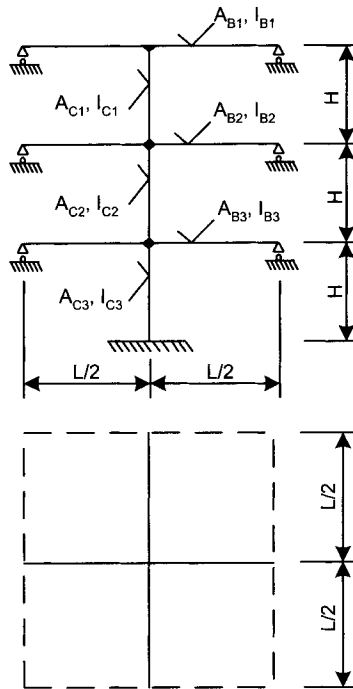 A_B1, I_B1
A_C1, I_C1
H
A_B2, I_B2
A_C2, I_C2
H
A_B3, I_B3
A_C3, I_C3
H
L/2 L/2
L/2
L/2